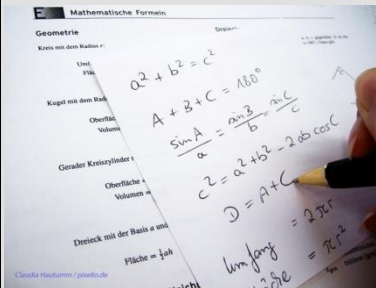 E Mathematische Formeln
Geometrie
Kreis mit dem Radius r:
Kugel mit dem Rad
Oberflä
Volum
Gerader Kreiszylinder
Oberfläche
Volumen =
Dreieck mit der Basis a und
Fläche = ½ah
a² + b² = c²
A + B + C = 180°
sin A / a = sin B / b = sin C / c
c² = a² + b² - 2ab cos C
D = A + C
Umfang = 2πr
= πr²
Claudia Hautumm / pixelio.de